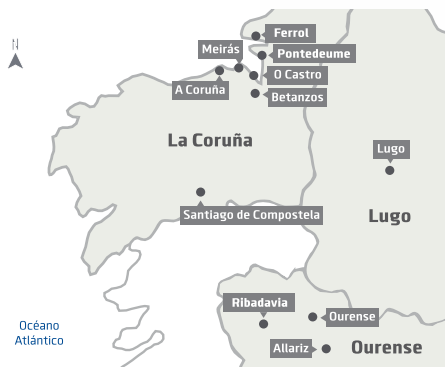 N
Ferrol
Meirás
Pontedeume
O Castro
A Coruña
Betanzos
La Coruña
Lugo
Santiago de Compostela
Lugo
Ribadavia
Ourense
Océano
Atlántico
Allariz
Ourense